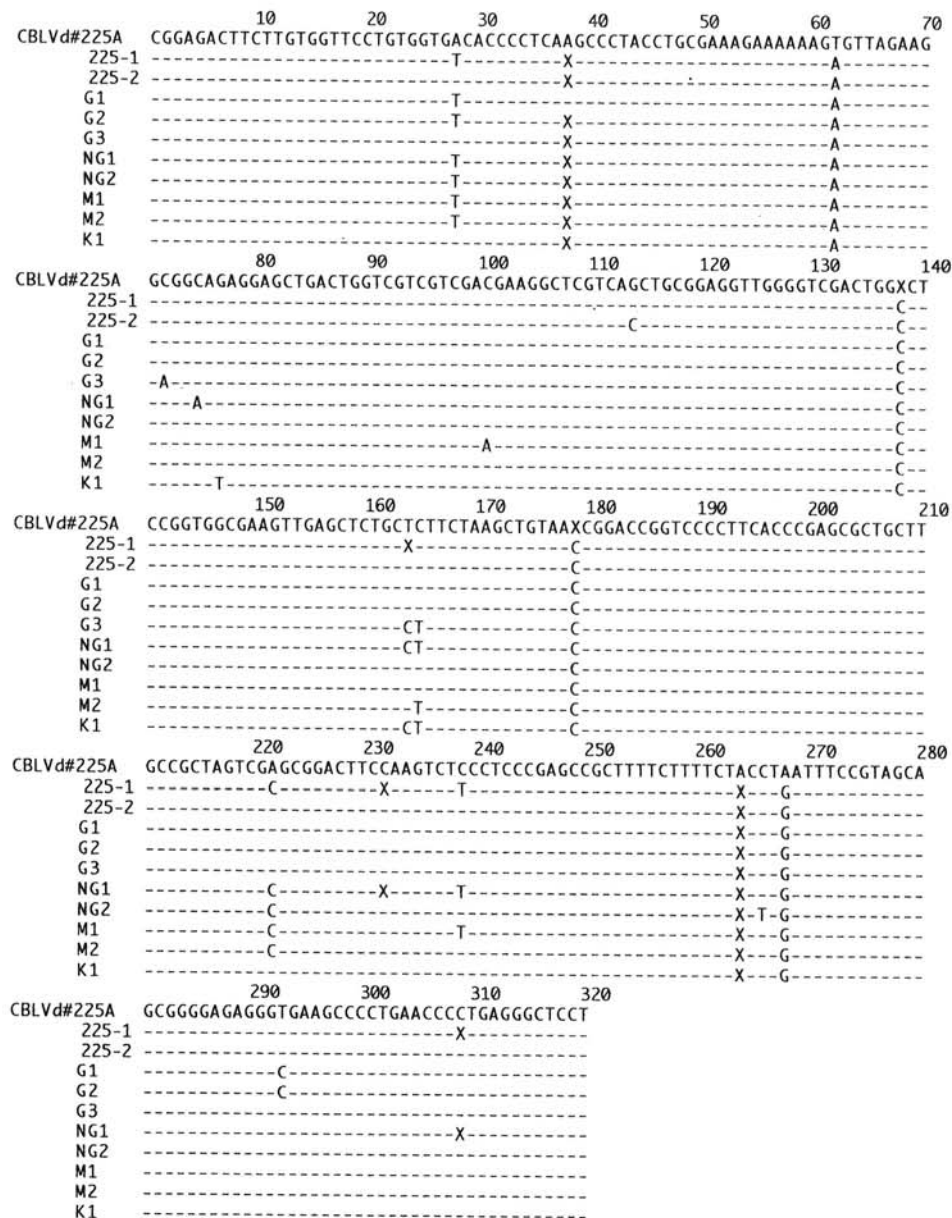 10 20 30 40 50 60 70
CBLVd#225A CGGAGACTTCTTGTGGTTCCTGTGGTGACACCCCTCAAGCCCTACCTGCGAAAGAAAAAAGTGTTAGAAG
225-1 ---------------------------T---------X-----------------------A--------
225-2 -------------------------------------X-----------------------A--------
G1 ---------------------------T---------------------------------A--------
G2 ---------------------------T---------X-----------------------A--------
G3 -------------------------------------X-----------------------A--------
NG1 ---------------------------T---------X-----------------------A--------
NG2 ---------------------------T---------X-----------------------A--------
M1 ---------------------------T---------X-----------------------A--------
M2 ---------------------------T---------X-----------------------A--------
K1 -------------------------------------X-----------------------A--------
80 90 100 110 120 130 140
CBLVd#225A GCGGCAGAGGAGCTGACTGGTCGTCGTCGACGAAGGCTCGTCAGCTGCGGAGGTTGGGGTCGACTGGXCT
225-1 -------------------------------------------------------------------C--
225-2 -------------------------------------------C-----------------------C--
G1 -------------------------------------------------------------------C--
G2 -------------------------------------------------------------------C--
G3 -A-----------------------------------------------------------------C--
NG1 ----A--------------------------------------------------------------C--
NG2 -------------------------------------------------------------------C--
M1 ------------------------------A------------------------------------C--
M2 -------------------------------------------------------------------C--
K1 ------T------------------------------------------------------------C--
150 160 170 180 190 200 210
CBLVd#225A CCGGTGGCGAAGTTGAGCTCTGCTCTTCTAAGCTGTAAXCGGACCGGTCCCCTTCACCCGAGCGCTGCTT
225-1 -----------------------X--------------C-------------------------------
225-2 --------------------------------------C-------------------------------
G1 --------------------------------------C-------------------------------
G2 --------------------------------------C-------------------------------
G3 -----------------------CT-------------C-------------------------------
NG1 -----------------------CT-------------C-------------------------------
NG2 --------------------------------------C-------------------------------
M1 --------------------------------------C-------------------------------
M2 ------------------------T-------------C-------------------------------
K1 -----------------------CT-------------C-------------------------------
220 230 240 250 260 270 280
CBLVd#225A GCCGCTAGTCGAGCGGACTTCCAAGTCTCCCTCCCGAGCCGCTTTTCTTTTCTACCTAATTTCCGTAGCA
225-1 -----------C---------X------T------------------------X---G------------
225-2 -----------------------------------------------------X---G------------
G1 -----------------------------------------------------X---G------------
G2 -----------------------------------------------------X---G------------
G3 -----------------------------------------------------X---G------------
NG1 -----------C---------X------T------------------------X---G------------
NG2 -----------C-----------------------------------------X-T-G------------
M1 -----------C----------------T------------------------X---G------------
M2 -----------C-----------------------------------------X---G------------
K1 -----------------------------------------------------X---G------------
290 300 310 320
CBLVd#225A GCGGGGAGAGGGTGAAGCCCCTGAACCCCTGAGGGCTCCT
225-1 ----------------------------X-----------
225-2 ----------------------------------------
G1 ------------C---------------------------
G2 ------------C---------------------------
G3 ----------------------------------------
NG1 ----------------------------X-----------
NG2 ----------------------------------------
M1 ----------------------------------------
M2 ----------------------------------------
K1 ----------------------------------------